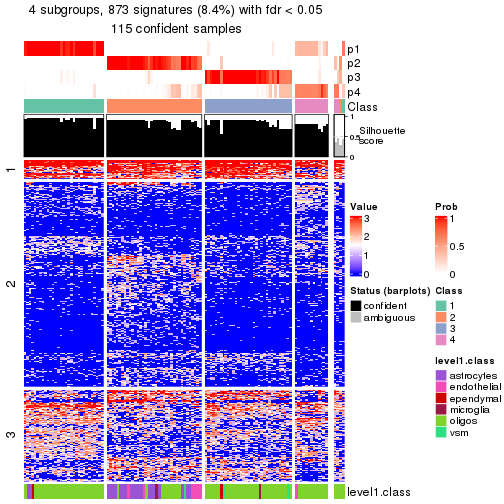 4 subgroups, 873 signatures (8.4%) with fdr < 0.05
115 confident samples
p1
p2
p3
p4
Class
1
0.5
0
Silhouette
score
1
2
3
level1.class
Value
3
2
1
0
Prob
1
0.5
0
Status (barplots)
confident
ambiguous
Class
1
2
3
4
level1.class
astrocytes
endothelial
ependymal
microglia
oligos
vsm